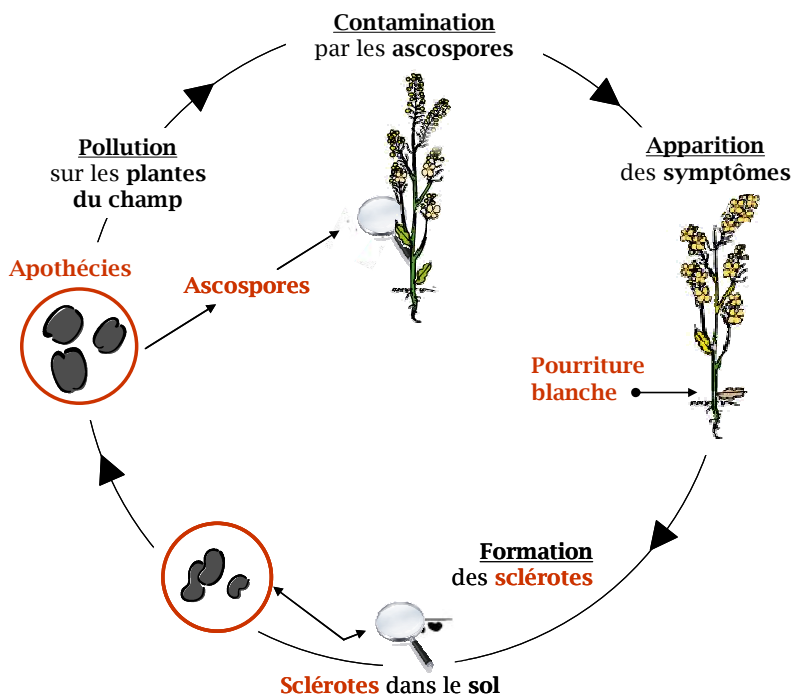 Contamination
par les ascospores
Pollution
sur les plantes
du champ
Apparition
des symptômes
Apothécies
Ascospores
Pourriture
blanche
Formation
des sclérotes
Sclérotes dans le sol